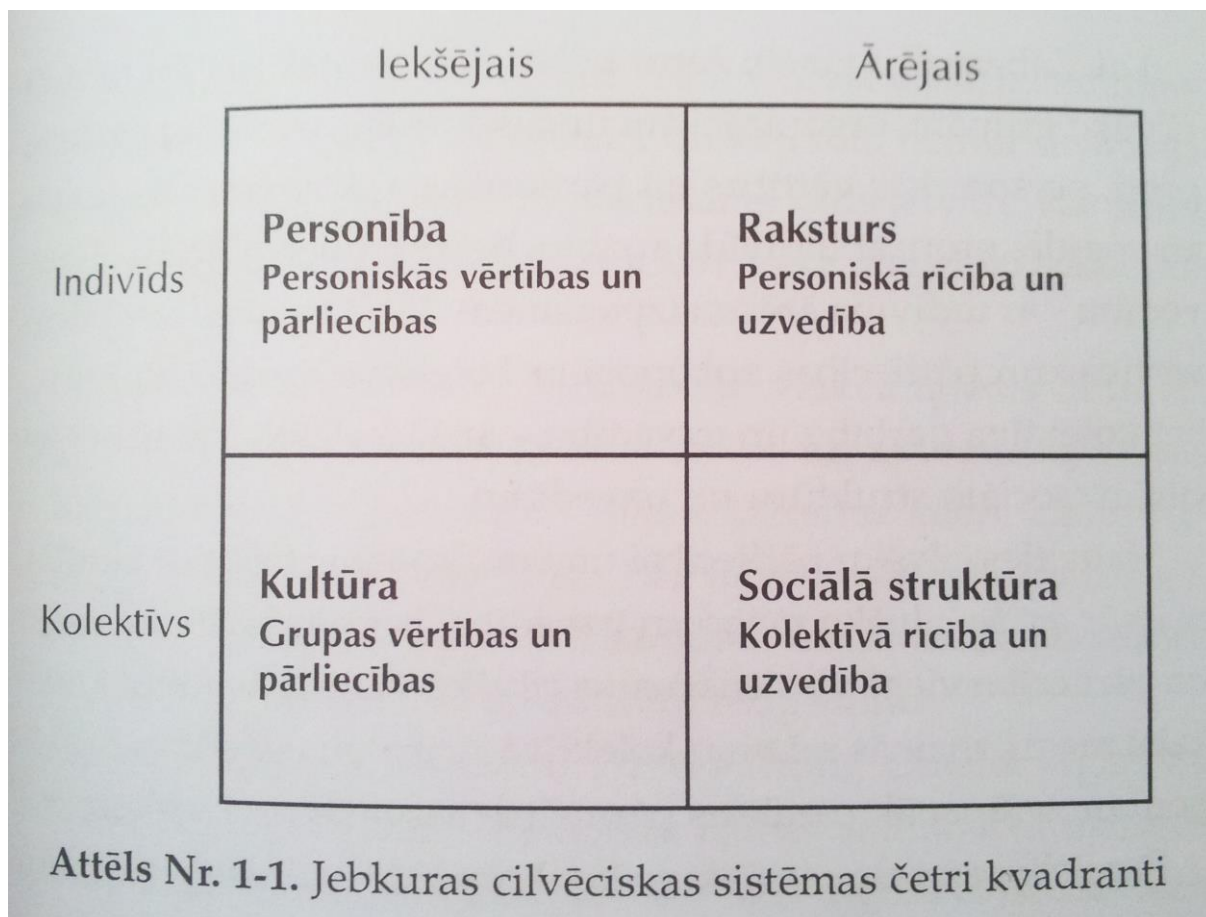 Iekšējais Ārējais
Indivīds
Personība
Personiskās vērtības un
pārliecības
Raksturs
Personiskā rīcība un
uzvedība
Kolektīvs
Kultūra
Grupas vērtības un
pārliecības
Sociālā struktūra
Kolektīvā rīcība un
uzvedība
Attēls Nr. 1-1. Jebkuras cilvēciskas sistēmas četri kvadranti